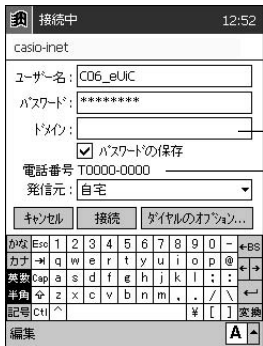 接続中 12:52
casio-inet
ユーザー名: C06_eUiC
パスワード: ********
ドメイン:
パスワードの保存
電話番号 T0000-0000
発信元: 自宅
キャンセル 接続 ダイヤルのオプション...
かな Esc 1 2 3 4 5 6 7 8 9 0 - ←BS
カナ →| q w e r t y u i o p @
英数 Cap a s d f g h j k l ; : ← →
半角 z x c v b n m , . / \
記号 Ctl ^ ¥ [ ] 変換
編集 A